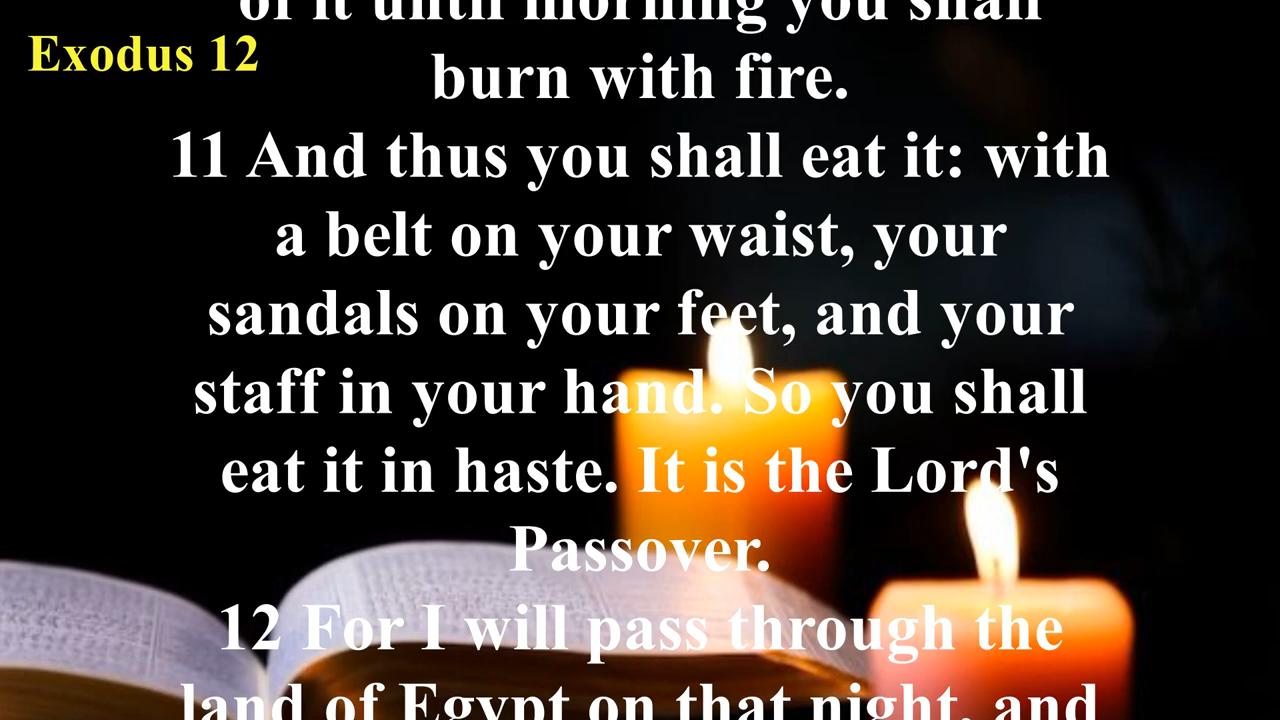 Exodus 12
of it until morning you shall
burn with fire.
11 And thus you shall eat it: with
a belt on your waist, your
sandals on your feet, and your
staff in your hand. So you shall
eat it in haste. It is the Lord's
Passover.
12 For I will pass through the
land of Egypt on that night, and